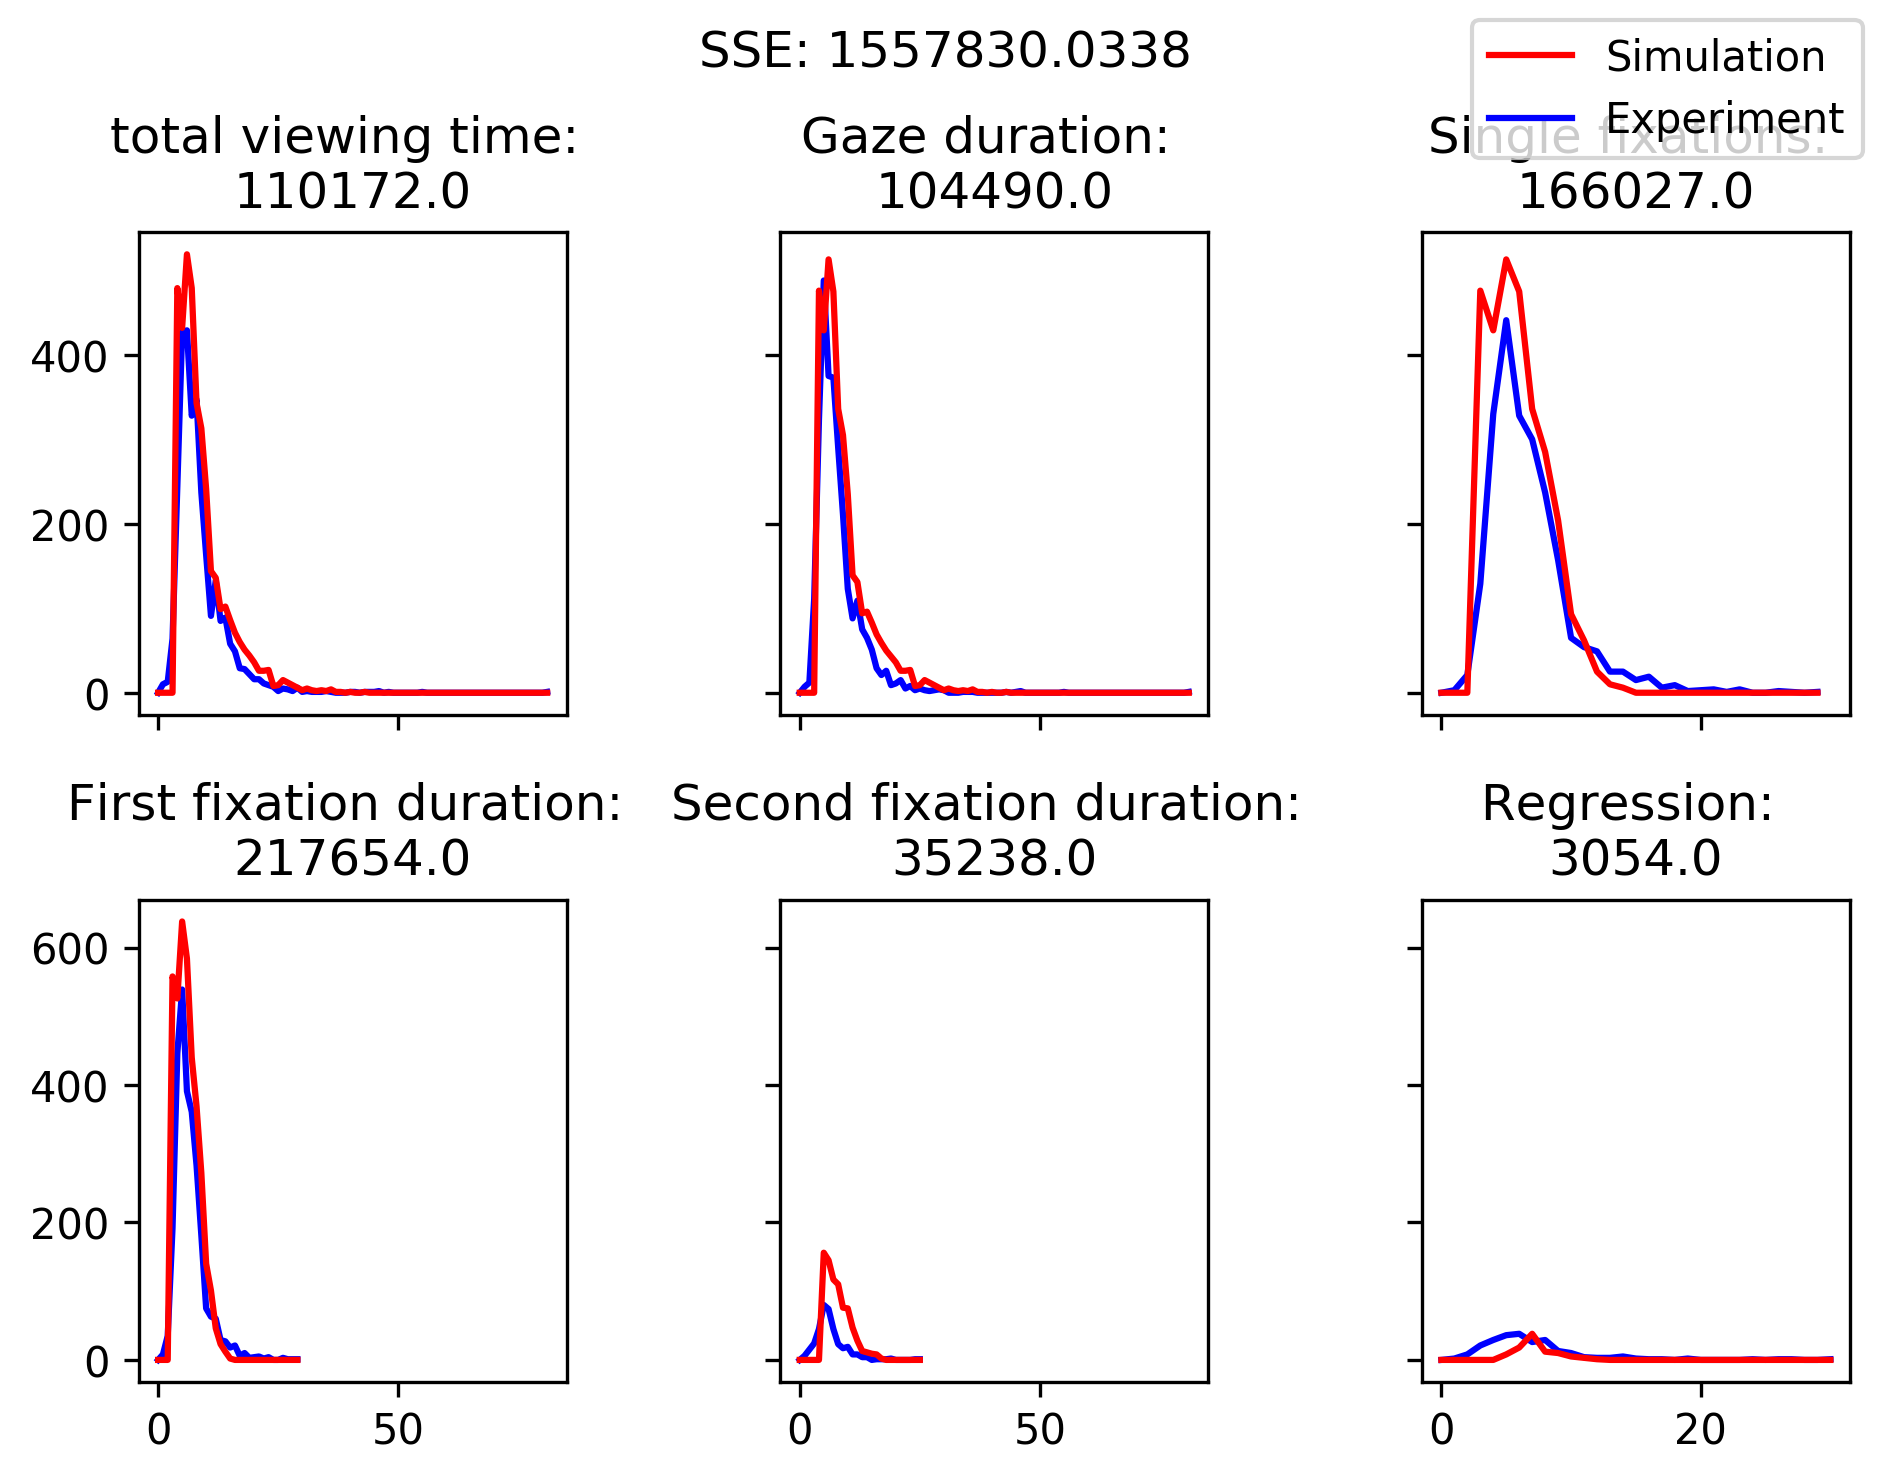 SSE: 1557830.0338
Simulation
Experiment
total viewing time:
110172.0
Gaze duration:
104490.0
Single fixations:
166027.0
400
200
0
First fixation duration:
217654.0
Second fixation duration:
35238.0
Regression:
3054.0
600
400
200
0
0 50
0 50
0 20